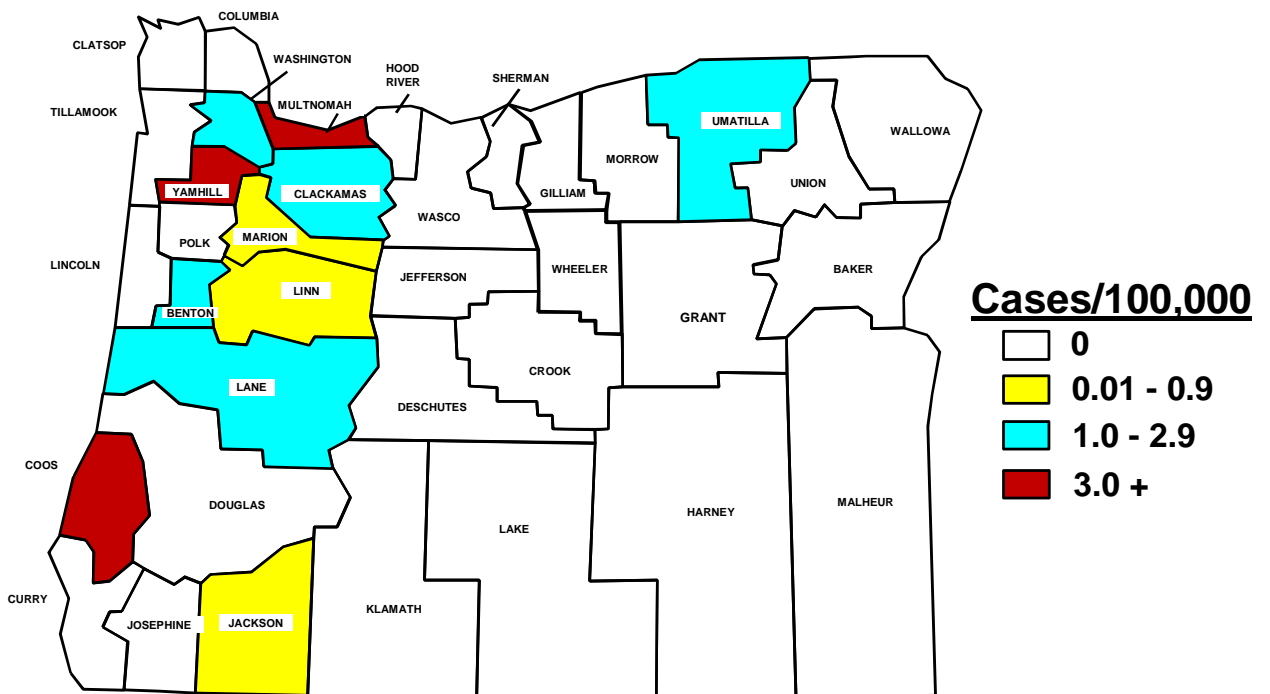 COLUMBIA
CLATSOP
WASHINGTON
HOOD
RIVER
SHERMAN
TILLAMOOK
MULTNOMAH
UMATILLA
WALLOWA
MORROW
UNION
YAMHILL
CLACKAMAS
GILLIAM
WASCO
MARION
POLK
LINCOLN
JEFFERSON
WHEELER
BAKER
LINN
BENTON
GRANT
LANE
CROOK
DESCHUTES
COOS
DOUGLAS
LAKE
HARNEY
MALHEUR
CURRY
JOSEPHINE
JACKSON
KLAMATH
Cases/100,000
0
0.01 - 0.9
1.0 - 2.9
3.0 +